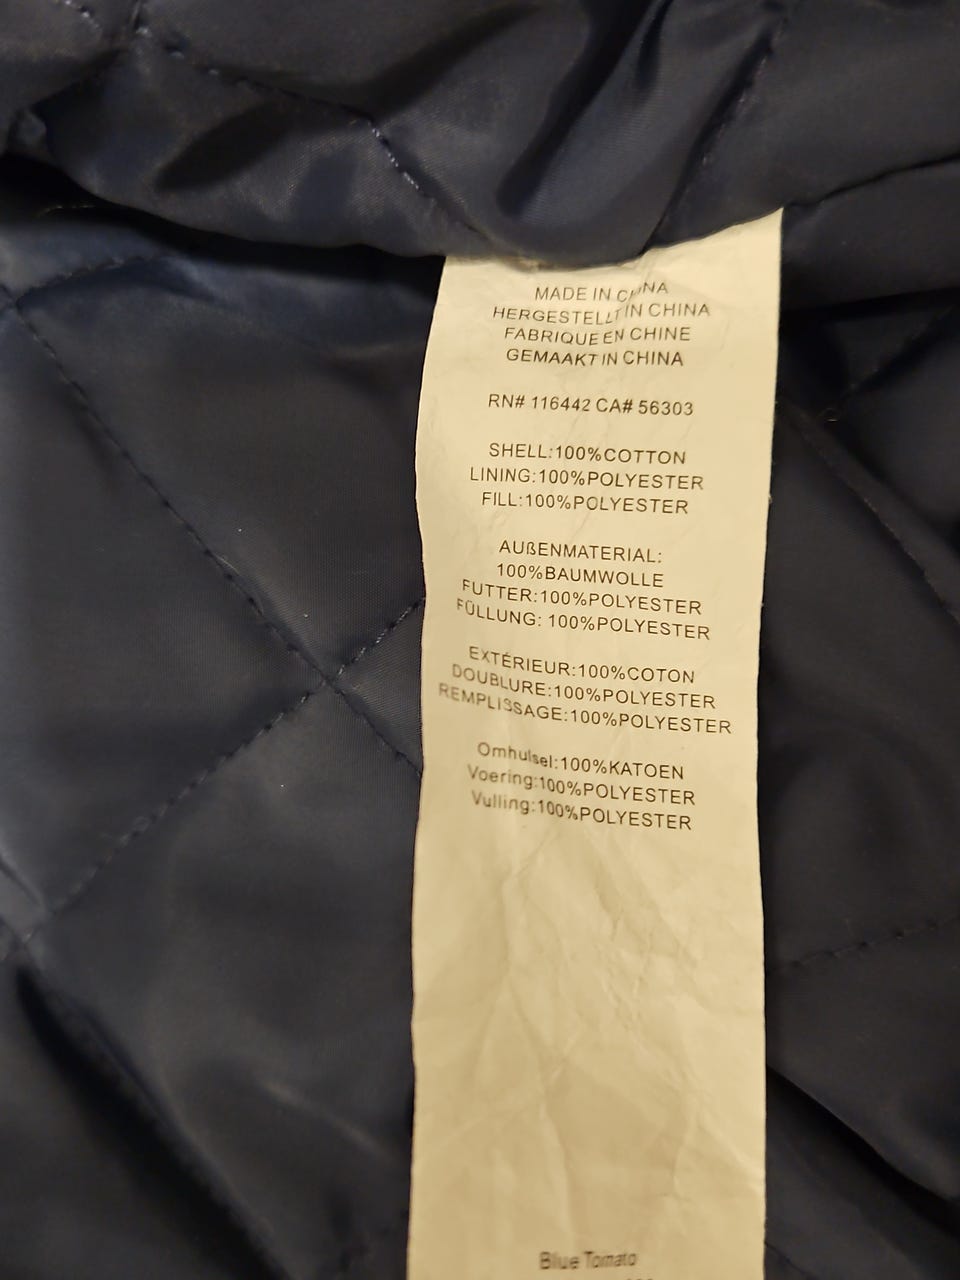 MADE IN CHINA
HERGESTELLT IN CHINA
FABRIQUE EN CHINE
GEMAAKT IN CHINA
RN# 116442 CA# 56303
SHELL:100%COTTON
LINING:100%POLYESTER
FILL:100%POLYESTER
AUßENMATERIAL:
100%BAUMWOLLE
FUTTER:100%POLYESTER
FÜLLUNG: 100%POLYESTER
EXTÉRIEUR:100%COTON
DOUBLURE:100%POLYESTER
REMPLISSAGE:100%POLYESTER
Omhulsel:100%KATOEN
Voering:100%POLYESTER
Vulling:100%POLYESTER
Blue Tomato